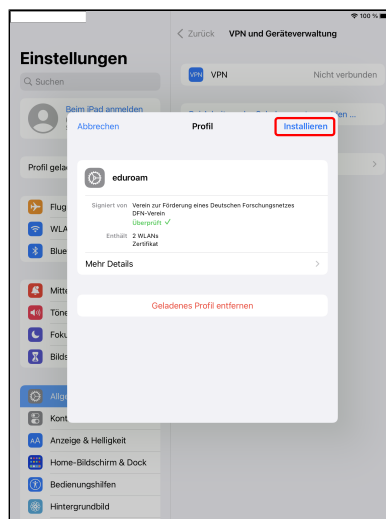 100 %
Zurück
VPN und Geräteverwaltung
Einstellungen
Suchen
VPN VPN
Nicht verbunden
Beim iPad anmelden
Abbrechen
Profil
Installieren
Profil gela
eduroam
Signiert von Verein zur Förderung eines Deutschen Forschungsnetzes
DFN-Verein
Überprüft ✓
Enthält 2 WLANs
Zertifikat
Mehr Details
Geladenes Profil entfernen
Flug
WLA
Blue
Mitte
Töne
Foku
Bilds
Allge
Kont
AA Anzeige & Helligkeit
Home-Bildschirm & Dock
Bedienungshilfen
Hintergrundbild